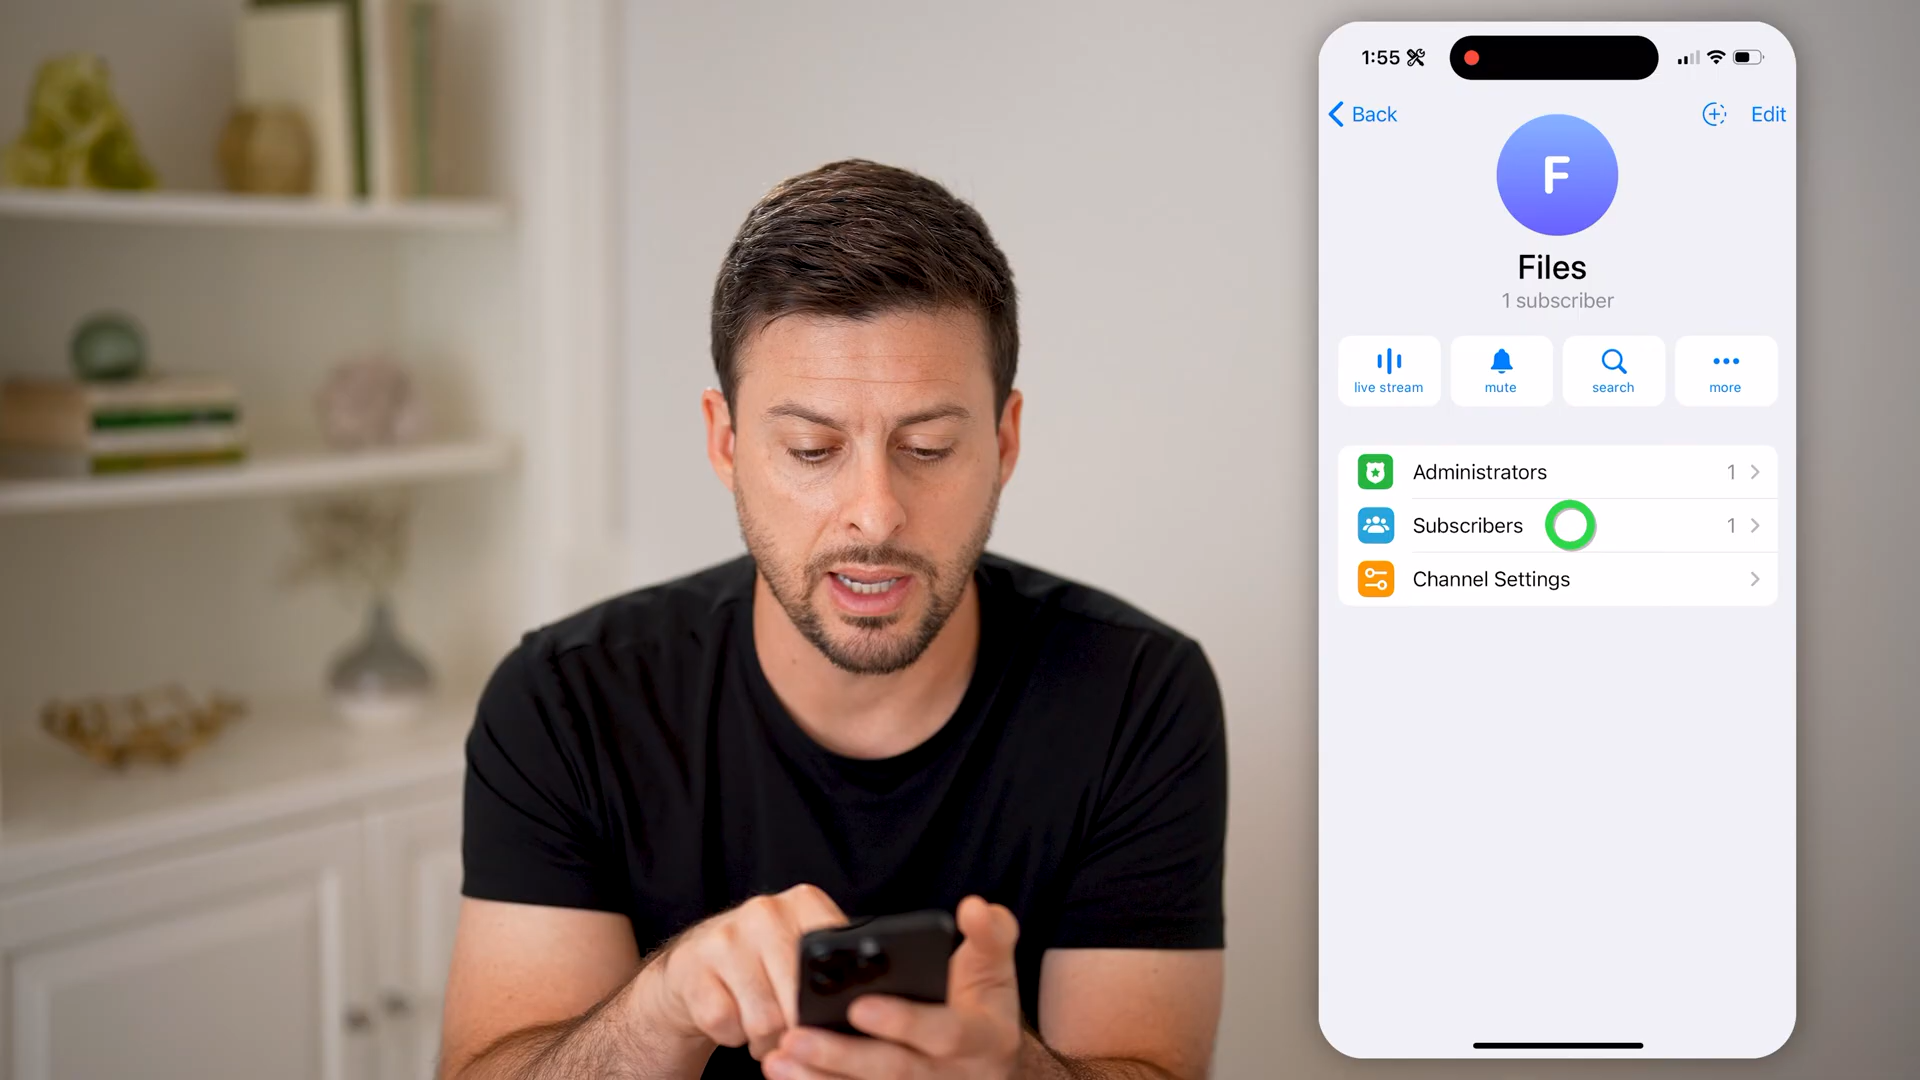 1:55
Back
Edit
F
Files
1 subscriber
live stream
mute
search
more
Administrators 1
Subscribers 1
Channel Settings